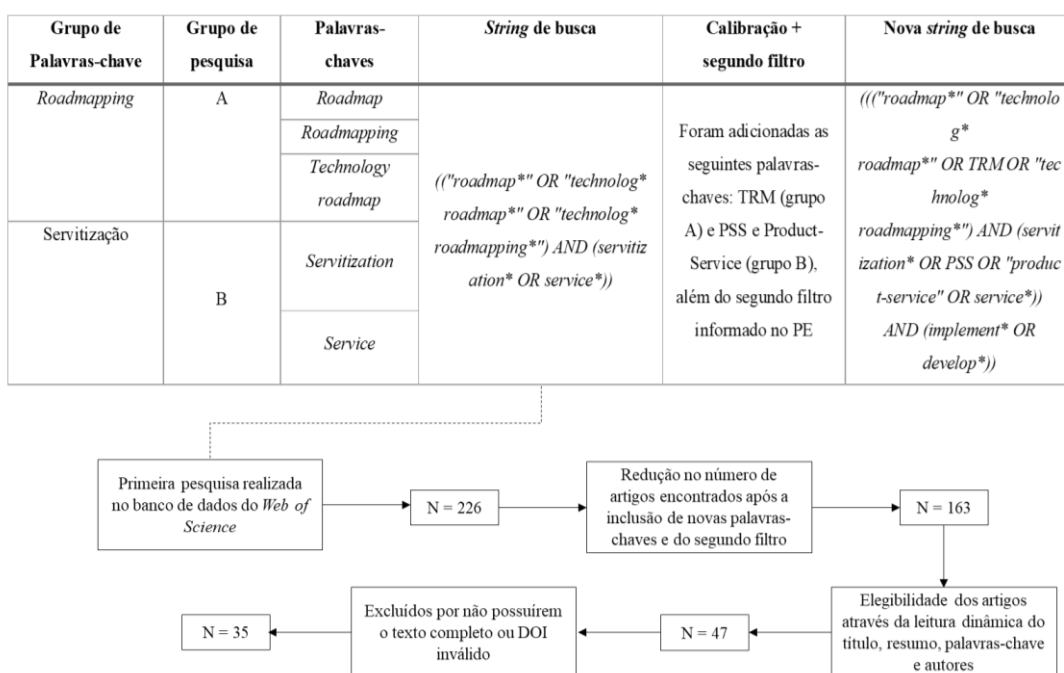 Grupo de
Palavras-chave
Grupo de
pesquisa
Palavras-
chaves
String de busca
Calibração +
segundo filtro
Nova string de busca
Roadmapping
A
Roadmap
Roadmapping
Technology
roadmap
Servitização
B
Servitization
Service
(("roadmap*" OR "technolog*
roadmap*" OR "technolog*
roadmapping*") AND (servitiz
ation* OR service*))
Foram adicionadas as
seguintes palavras-
chaves: TRM (grupo
A) e PSS e Product-
Service (grupo B),
além do segundo filtro
informado no PE
((("roadmap*" OR "technolo
g*
roadmap*" OR TRM OR "tec
hnolog*
roadmapping*") AND (servit
ization* OR PSS OR "produc
t-service" OR service*))
AND (implement* OR
develop*))
Primeira pesquisa realizada
no banco de dados do Web of
Science
N = 226
Redução no número de
artigos encontrados após a
inclusão de novas palavras-
chaves e do segundo filtro
N = 163
Elegibilidade dos artigos
através da leitura dinâmica do
título, resumo, palavras-chave
e autores
N = 47
Excluídos por não possuírem
o texto completo ou DOI
inválido
N = 35